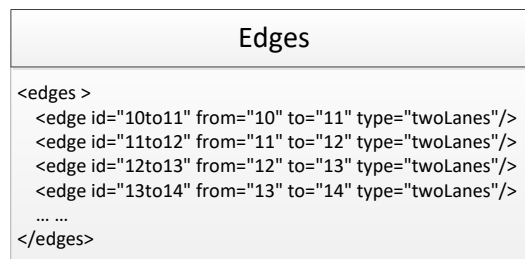 Edges
<edges >
<edge id="10to11" from="10" to="11" type="twoLanes"/>
<edge id="11to12" from="11" to="12" type="twoLanes"/>
<edge id="12to13" from="12" to="13" type="twoLanes"/>
<edge id="13to14" from="13" to="14" type="twoLanes"/>
... ...
</edges>